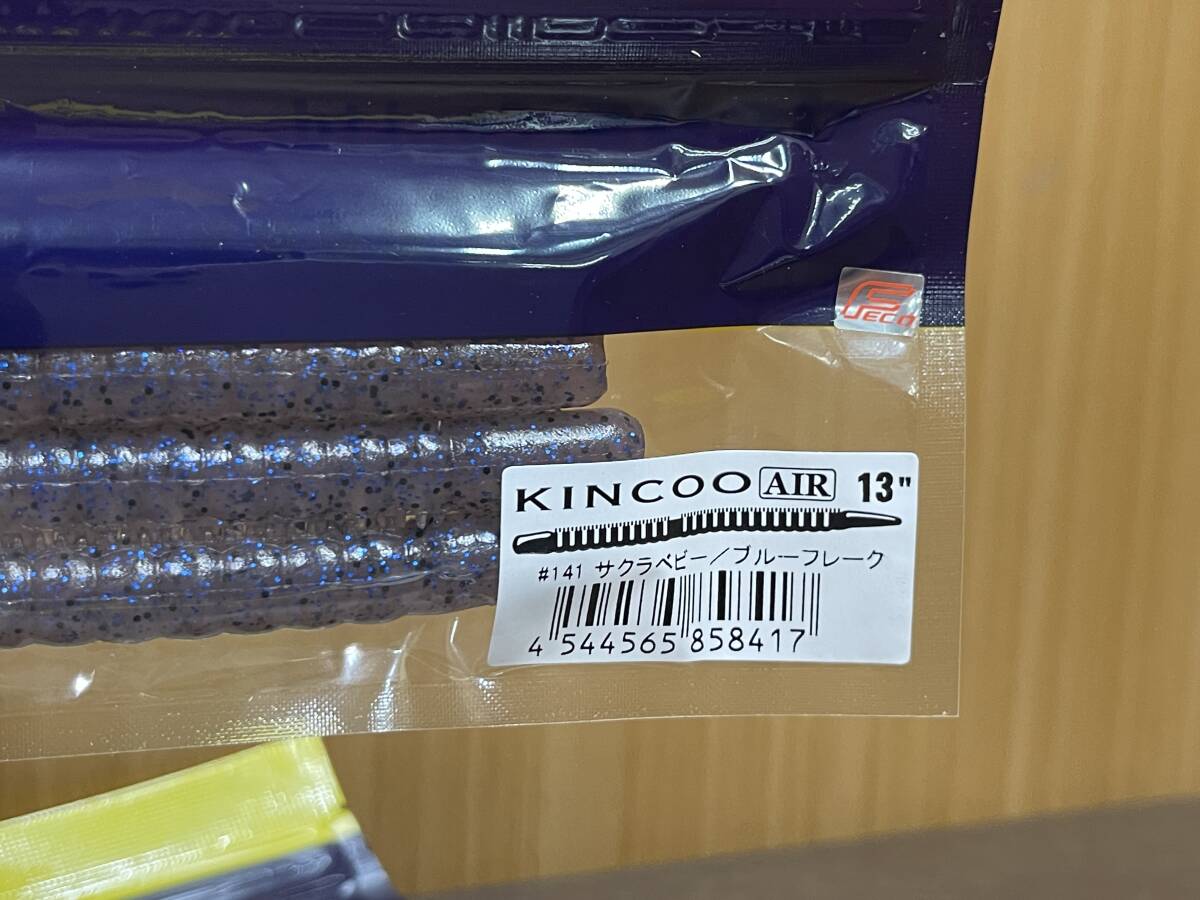 FECO
KINCOO AIR 13"
#141 サクラベビー/ブルーフレーク
4 544565 858417